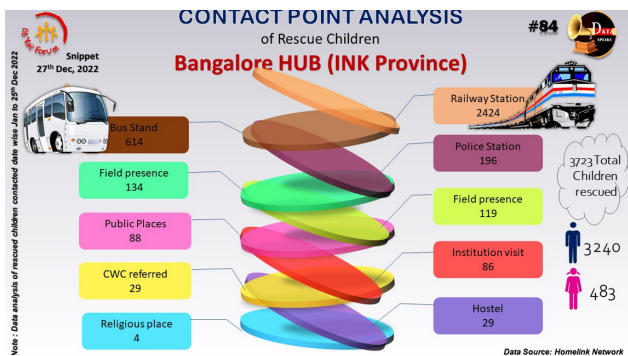 CONTACT POINT ANALYSIS
of Rescue Children
Bangalore HUB (INK Province)
Snippet
27th Dec, 2022
#84
DATA
SPEAKS
Note : Data analysis of rescued children contacted date wise Jan to 25th Dec 2022
Bus Stand
614
Railway Station
2424
Police Station
196
Field presence
134
Field presence
119
Public Places
88
Institution visit
86
CWC referred
29
Hostel
29
Religious place
4
3723 Total
Children
rescued
3240
483
Data Source: Homelink Network